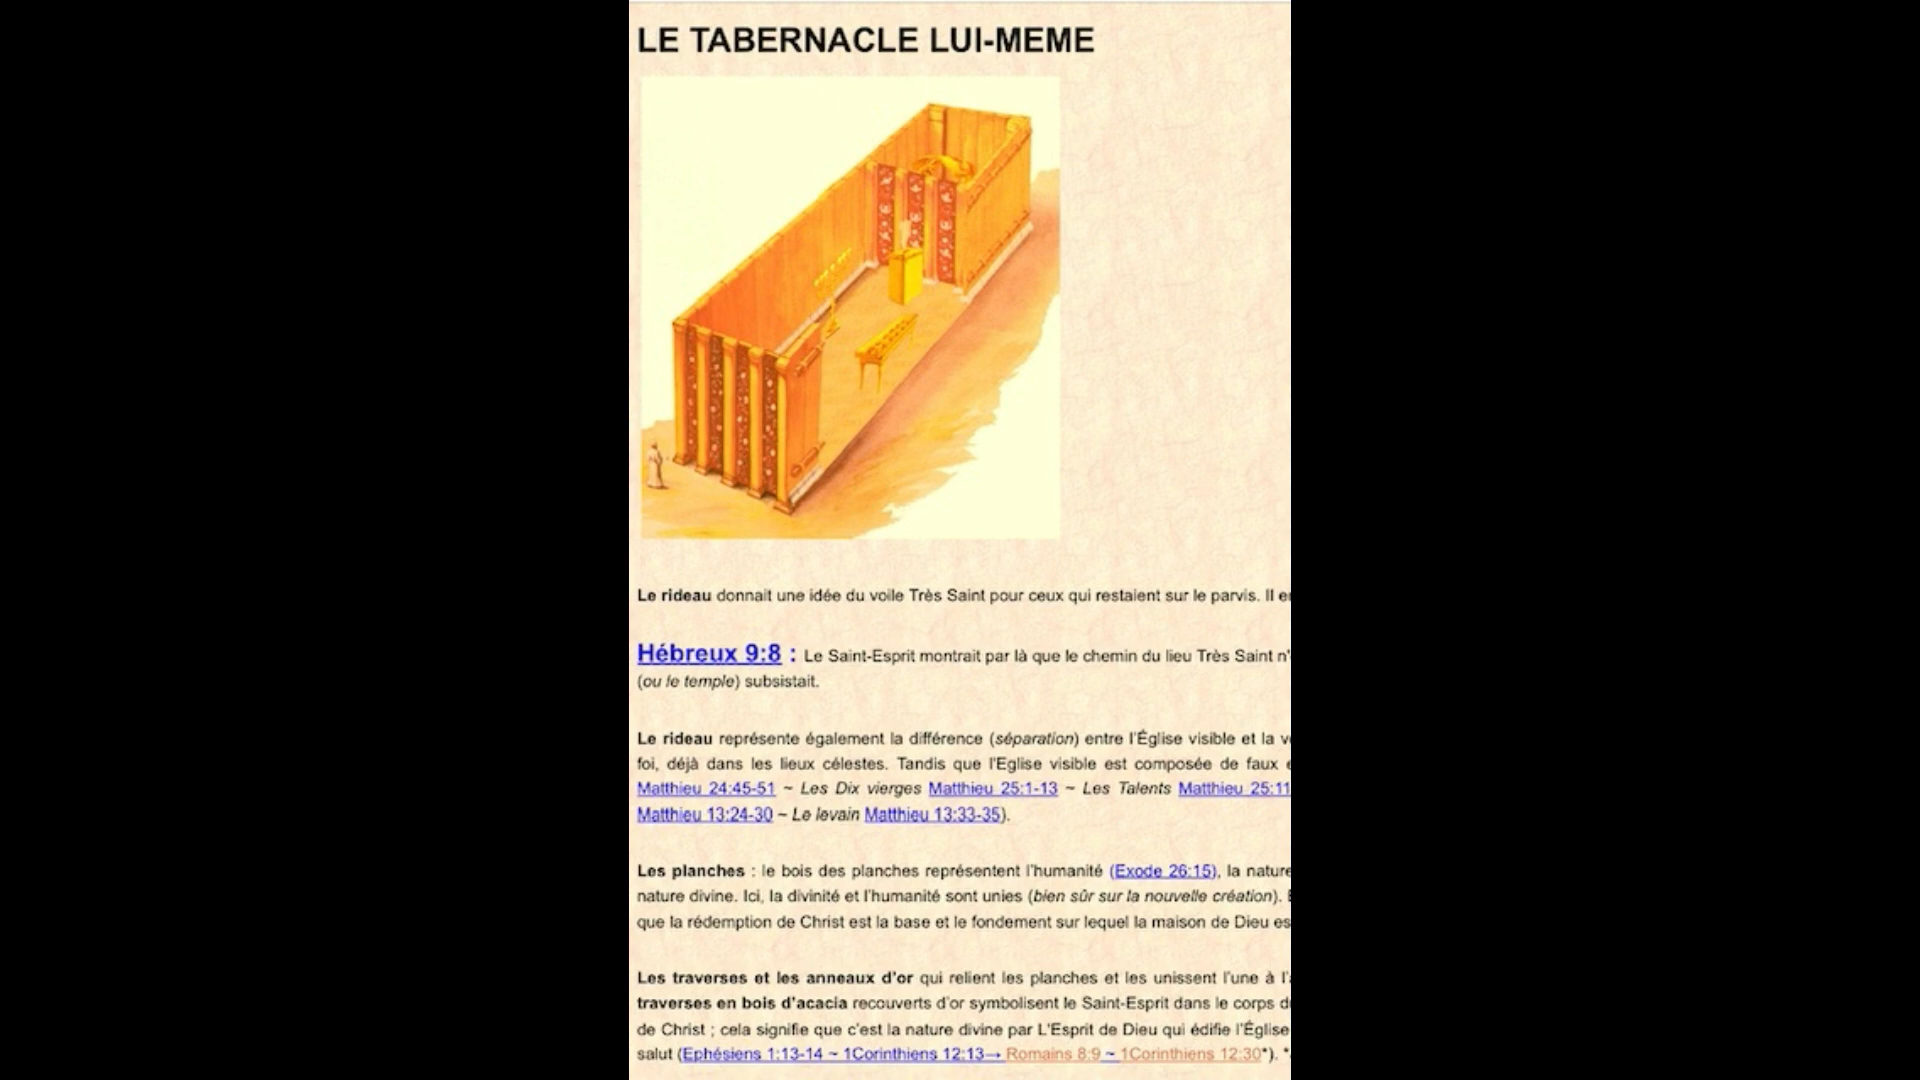 LE TABERNACLE LUI-MEME
Le rideau donnait une idée du voile Très Saint pour ceux qui restaient sur le parvis. Il
Hébreux 9:8 : Le Saint-Esprit montrait par là que le chemin du lieu Très Saint n'
(ou le temple) subsistait.
Le rideau représente également la différence (séparation) entre l'Église visible et la
foi, déjà dans les lieux célestes. Tandis que l'Eglise visible est composée de faux
Matthieu 24:45-51 ~ Les Dix vierges Matthieu 25:1-13 ~ Les Talents Matthieu 25:11
Matthieu 13:24-30 ~ Le levain Matthieu 13:33-35).
Les planches : le bois des planches représentent l'humanité (Exode 26:15), la nature
nature divine. Ici, la divinité et l'humanité sont unies (bien sûr sur la nouvelle création).
que la rédemption de Christ est la base et le fondement sur lequel la maison de Dieu es
Les traverses et les anneaux d'or qui relient les planches et les unissent l'une à l'
traverses en bois d'acacia recouverts d'or symbolisent le Saint-Esprit dans le corps
de Christ ; cela signifie que c'est la nature divine par L'Esprit de Dieu qui édifie l'Église
salut (Ephésiens 1:13-14 ~ 1Corinthiens 12:13→ Romains 8:9 ~ 1Corinthiens 12:30*). *